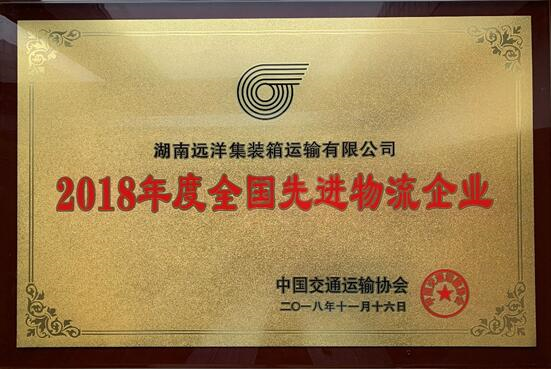 湖南远洋集装箱运输有限公司
2018年度全国先进物流企业
中国交通运输协会
二〇一八年十一月十六日